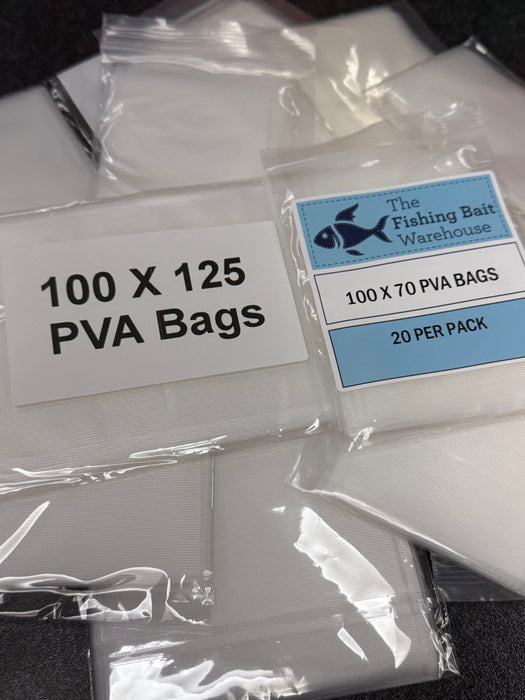 100 X 125
PVA Bags
The
Fishing Bait
Warehouse
100 X 70 PVA BAGS
20 PER PACK